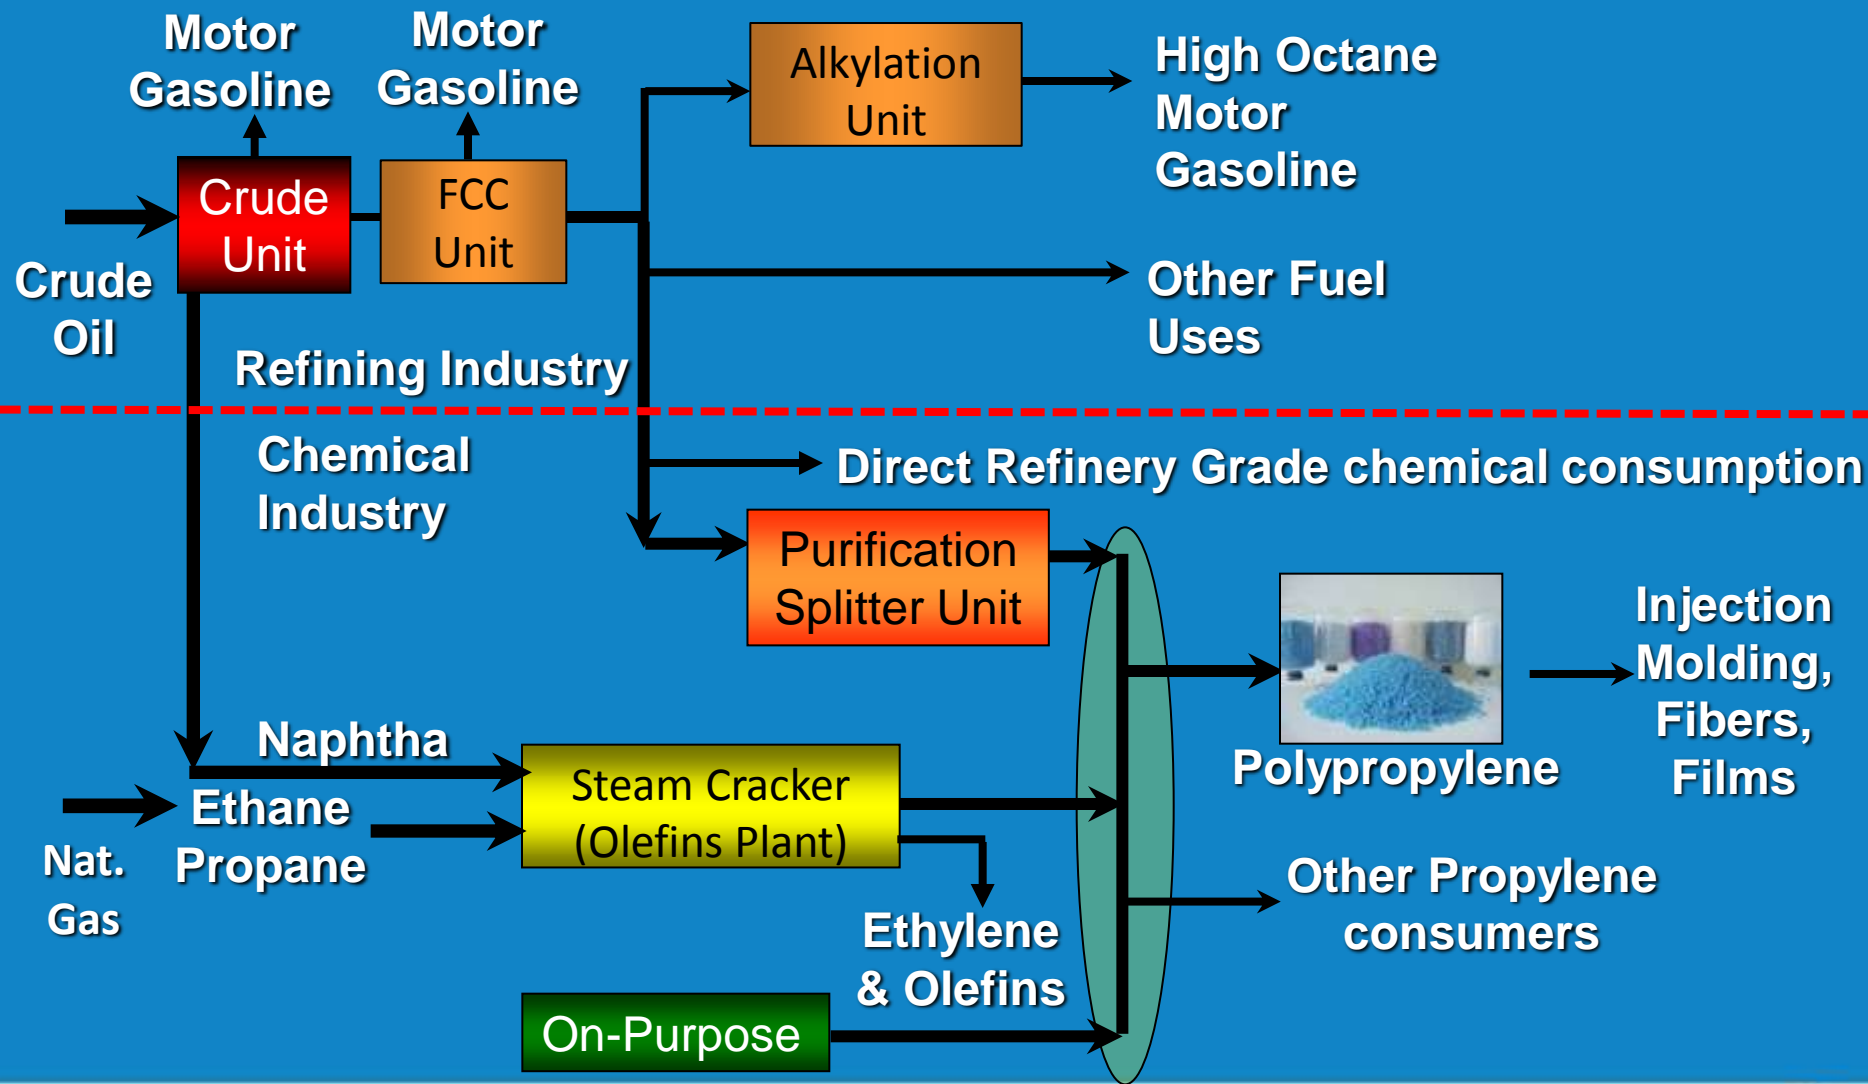 Motor
Gasoline
Motor
Gasoline
Alkylation
Unit
High Octane
Motor
Gasoline
Crude
Unit
FCC
Unit
Crude
Oil
Other Fuel
Uses
Refining Industry
Chemical
Industry
Direct Refinery Grade chemical consumption
Purification
Splitter Unit
Injection
Molding,
Fibers,
Films
Polypropylene
Naphtha
Ethane
Propane
Nat.
Gas
Steam Cracker
(Olefins Plant)
Ethylene
& Olefins
Other Propylene
consumers
On-Purpose